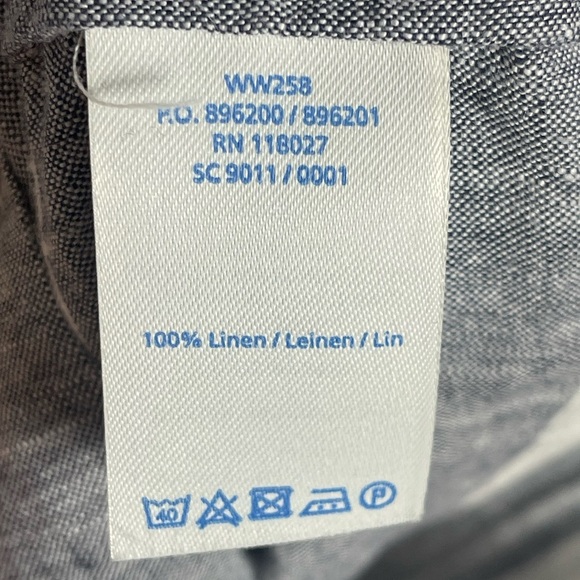 WW258
P.O. 896200 / 896201
RN 118027
SC 9011 / 0001
100% Linen / Leinen / Lin
40
P